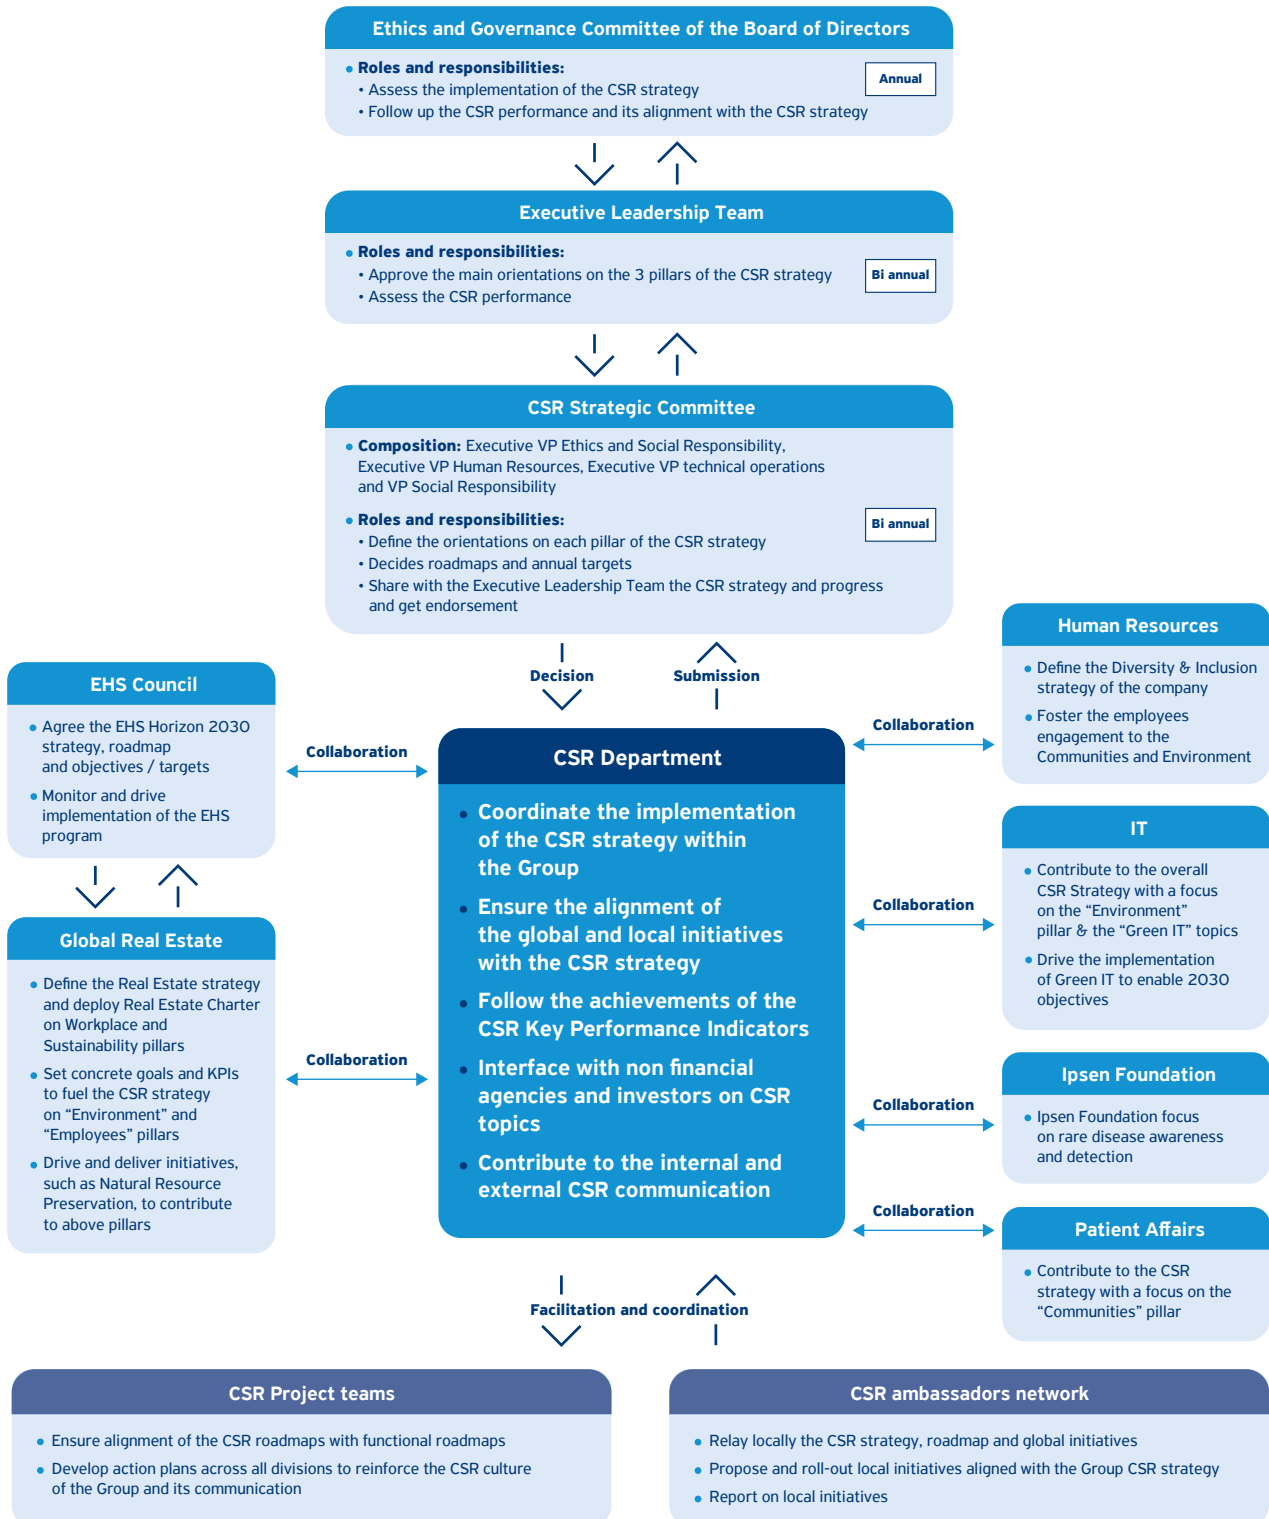 Ethics and Governance Committee of the Board of Directors
• Roles and responsibilities:
• Assess the implementation of the CSR strategy
• Follow up the CSR performance and its alignment with the CSR strategy
Annual
Executive Leadership Team
• Roles and responsibilities:
• Approve the main orientations on the 3 pillars of the CSR strategy
• Assess the CSR performance
Bi annual
CSR Strategic Committee
• Composition: Executive VP Ethics and Social Responsibility,
Executive VP Human Resources, Executive VP technical operations
and VP Social Responsibility
• Roles and responsibilities:
• Define the orientations on each pillar of the CSR strategy
• Decides roadmaps and annual targets
• Share with the Executive Leadership Team the CSR strategy and progress
and get endorsement
Bi annual
Decision
Submission
EHS Council
• Agree the EHS Horizon 2030
strategy, roadmap
and objectives / targets
• Monitor and drive
implementation of the EHS
program
Collaboration
Global Real Estate
• Define the Real Estate strategy
and deploy Real Estate Charter
on Workplace and
Sustainability pillars
• Set concrete goals and KPIs
to fuel the CSR strategy
on “Environment” and
“Employees” pillars
• Drive and deliver initiatives,
such as Natural Resource
Preservation, to contribute
to above pillars
Collaboration
CSR Department
• Coordinate the implementation
of the CSR strategy within
the Group
• Ensure the alignment of
the global and local initiatives
with the CSR strategy
• Follow the achievements of the
CSR Key Performance Indicators
• Interface with non financial
agencies and investors on CSR
topics
• Contribute to the internal and
external CSR communication
Collaboration
Human Resources
• Define the Diversity & Inclusion
strategy of the company
• Foster the employees
engagement to the
Communities and Environment
Collaboration
IT
• Contribute to the overall
CSR Strategy with a focus
on the “Environment”
pillar & the “Green IT” topics
• Drive the implementation
of Green IT to enable 2030
objectives
Collaboration
Ipsen Foundation
• Ipsen Foundation focus
on rare disease awareness
and detection
Collaboration
Patient Affairs
• Contribute to the CSR
strategy with a focus on the
“Communities” pillar
Facilitation and coordination
CSR Project teams
• Ensure alignment of the CSR roadmaps with functional roadmaps
• Develop action plans across all divisions to reinforce the CSR culture
of the Group and its communication
CSR ambassadors network
• Relay locally the CSR strategy, roadmap and global initiatives
• Propose and roll-out local initiatives aligned with the Group CSR strategy
• Report on local initiatives